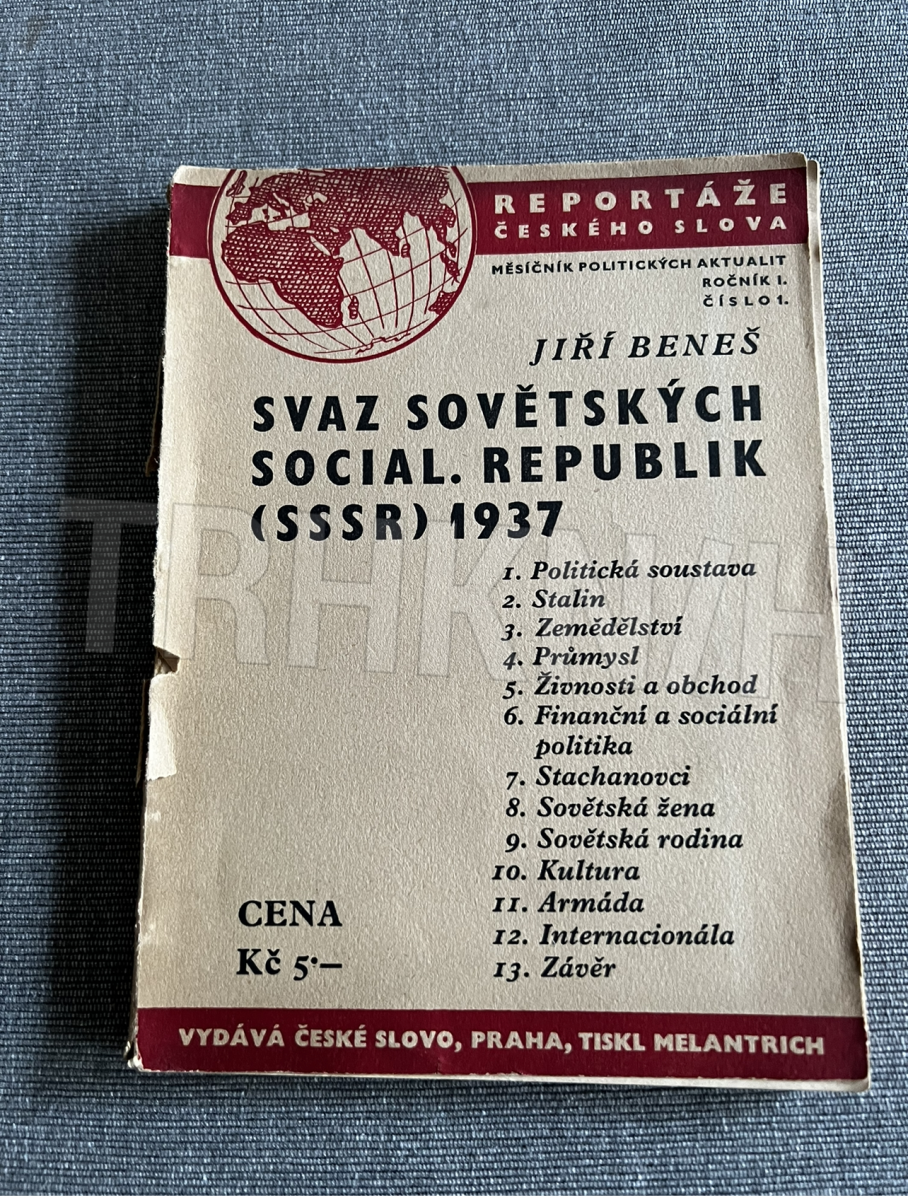 REPORTÁŽE
ČESKÉHO SLOVA
MĚSÍČNÍK POLITICKÝCH AKTUALIT
ROČNÍK I.
ČÍSLO 1.
JIŘÍ BENEŠ
SVAZ SOVĚTSKÝCH
SOCIAL. REPUBLIK
(SSSR) 1937
1. Politická soustava
2. Stalin
3. Zemědělství
4. Průmysl
5. Živnosti a obchod
6. Finanční a sociální
politika
7. Stachanovci
8. Sovětská žena
9. Sovětská rodina
10. Kultura
11. Armáda
12. Internacionála
13. Závěr
CENA
Kč 5·—
VYDÁVÁ ČESKÉ SLOVO, PRAHA, TISKL MELANTRICH